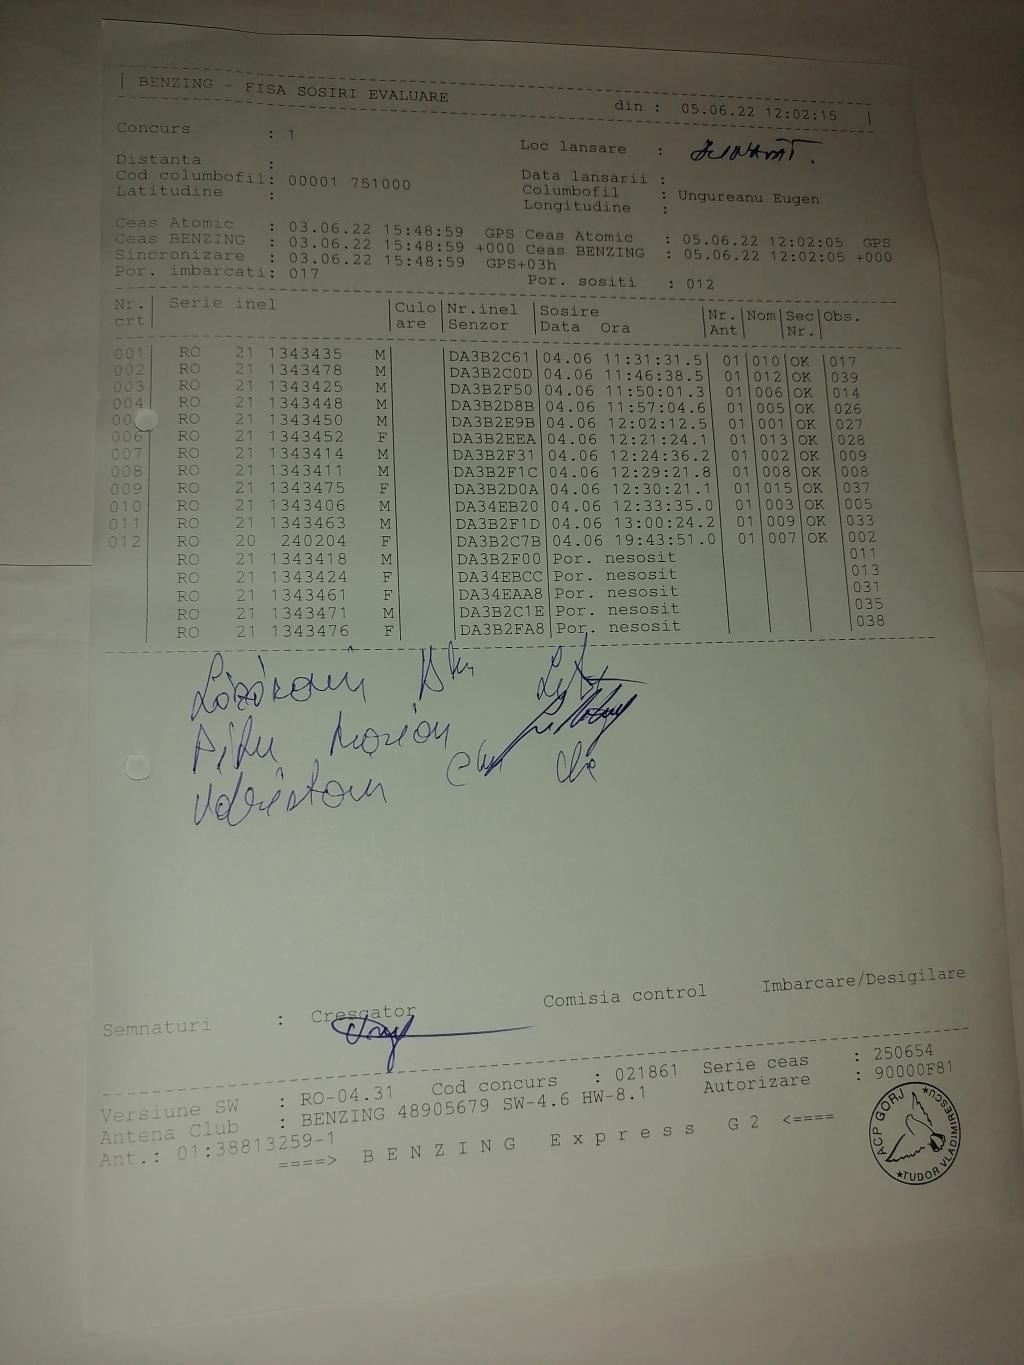 | BENZING - FISA SOSIRI EVALUARE din : 05.06.22 12:02:15 |
Concurs : 1 Loc lansare :
Distanta : Data lansarii :
Cod columbofil: 00001 751000 Columbofil : Ungureanu Eugen
Latitudine : Longitudine :
Ceas Atomic : 03.06.22 15:48:59 GPS Ceas Atomic : 05.06.22 12:02:05 GPS
Ceas BENZING : 03.06.22 15:48:59 +000 Ceas BENZING : 05.06.22 12:02:05 +000
Sincronizare : 03.06.22 15:48:59 GPS+03h
Por. imbarcati: 017 Por. sositi : 012
Nr. | Serie inel | Culo | Nr.inel | Sosire | Nr. | Nom | Sec | Obs.
crt | are | Senzor | Data Ora | Ant | Nr.
001 RO 21 1343435 M DA3B2C61 04.06 11:31:31.5 01 010 OK 017
002 RO 21 1343478 M DA3B2C0D 04.06 11:46:38.5 01 012 OK 039
003 RO 21 1343425 M DA3B2F50 04.06 11:50:01.3 01 006 OK 014
004 RO 21 1343448 M DA3B2D8B 04.06 11:57:04.6 01 005 OK 026
00 RO 21 1343450 M DA3B2E9B 04.06 12:02:12.5 01 001 OK 027
006 RO 21 1343452 F DA3B2EEA 04.06 12:21:24.1 01 013 OK 028
007 RO 21 1343414 M DA3B2F31 04.06 12:24:36.2 01 002 OK 009
008 RO 21 1343411 M DA3B2F1C 04.06 12:29:21.8 01 008 OK 008
009 RO 21 1343475 F DA3B2D0A 04.06 12:30:21.1 01 015 OK 037
010 RO 21 1343406 M DA34EB20 04.06 12:33:35.0 01 003 OK 005
011 RO 21 1343463 M DA3B2F1D 04.06 13:00:24.2 01 009 OK 033
012 RO 20 240204 F DA3B2C7B 04.06 19:43:51.0 01 007 OK 002
RO 21 1343418 M DA3B2F00 Por. nesosit 011
RO 21 1343424 F DA34EBCC Por. nesosit 013
RO 21 1343461 F DA34EAA8 Por. nesosit 031
RO 21 1343471 M DA3B2C1E Por. nesosit 035
RO 21 1343476 F DA3B2FA8 Por. nesosit 038
Marian
Semnaturi : Crescator Comisia control Imbarcare/Desigilare
Versiune SW : RO-04.31 Cod concurs : 021861 Serie ceas : 250654
Antena Club : BENZING 48905679 SW-4.6 HW-8.1 Autorizare : 90000F81
Ant.: 01:38813259-1
====> B E N Z I N G E x p r e s s G 2 <====
ACP GORJ
*TUDOR VLADIMIRESCU*